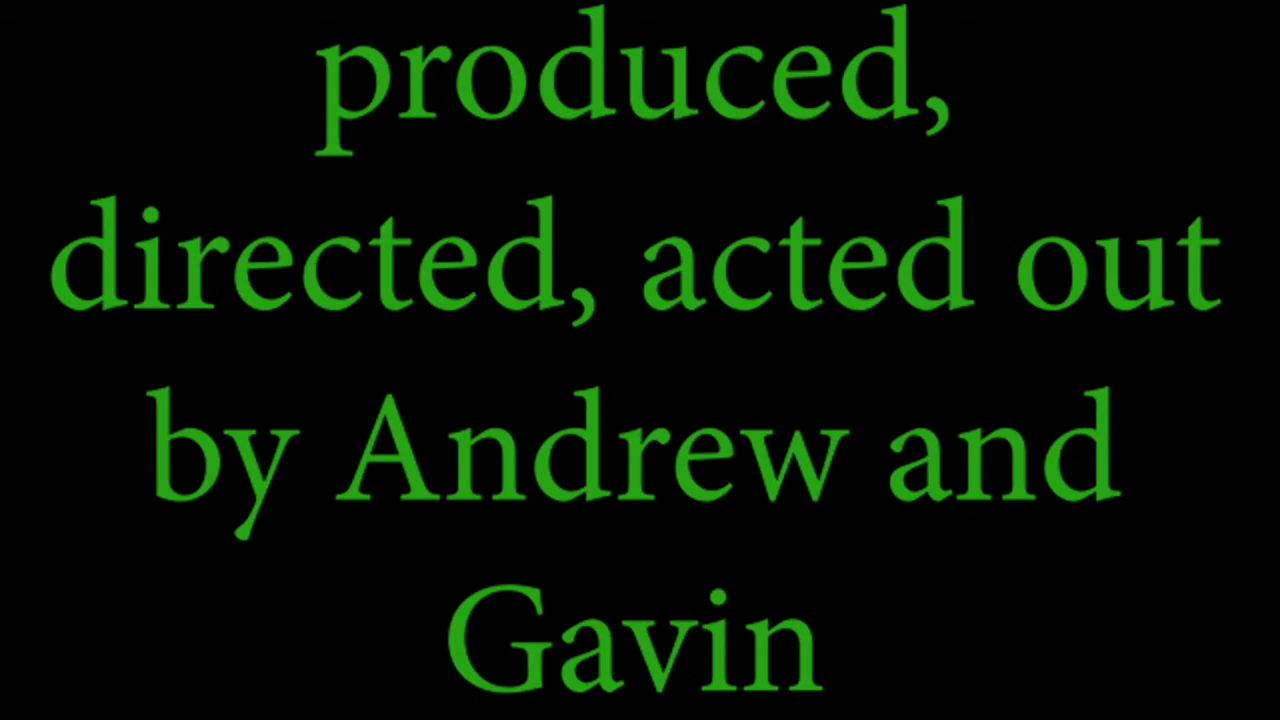 produced,
directed, acted out
by Andrew and
Gavin